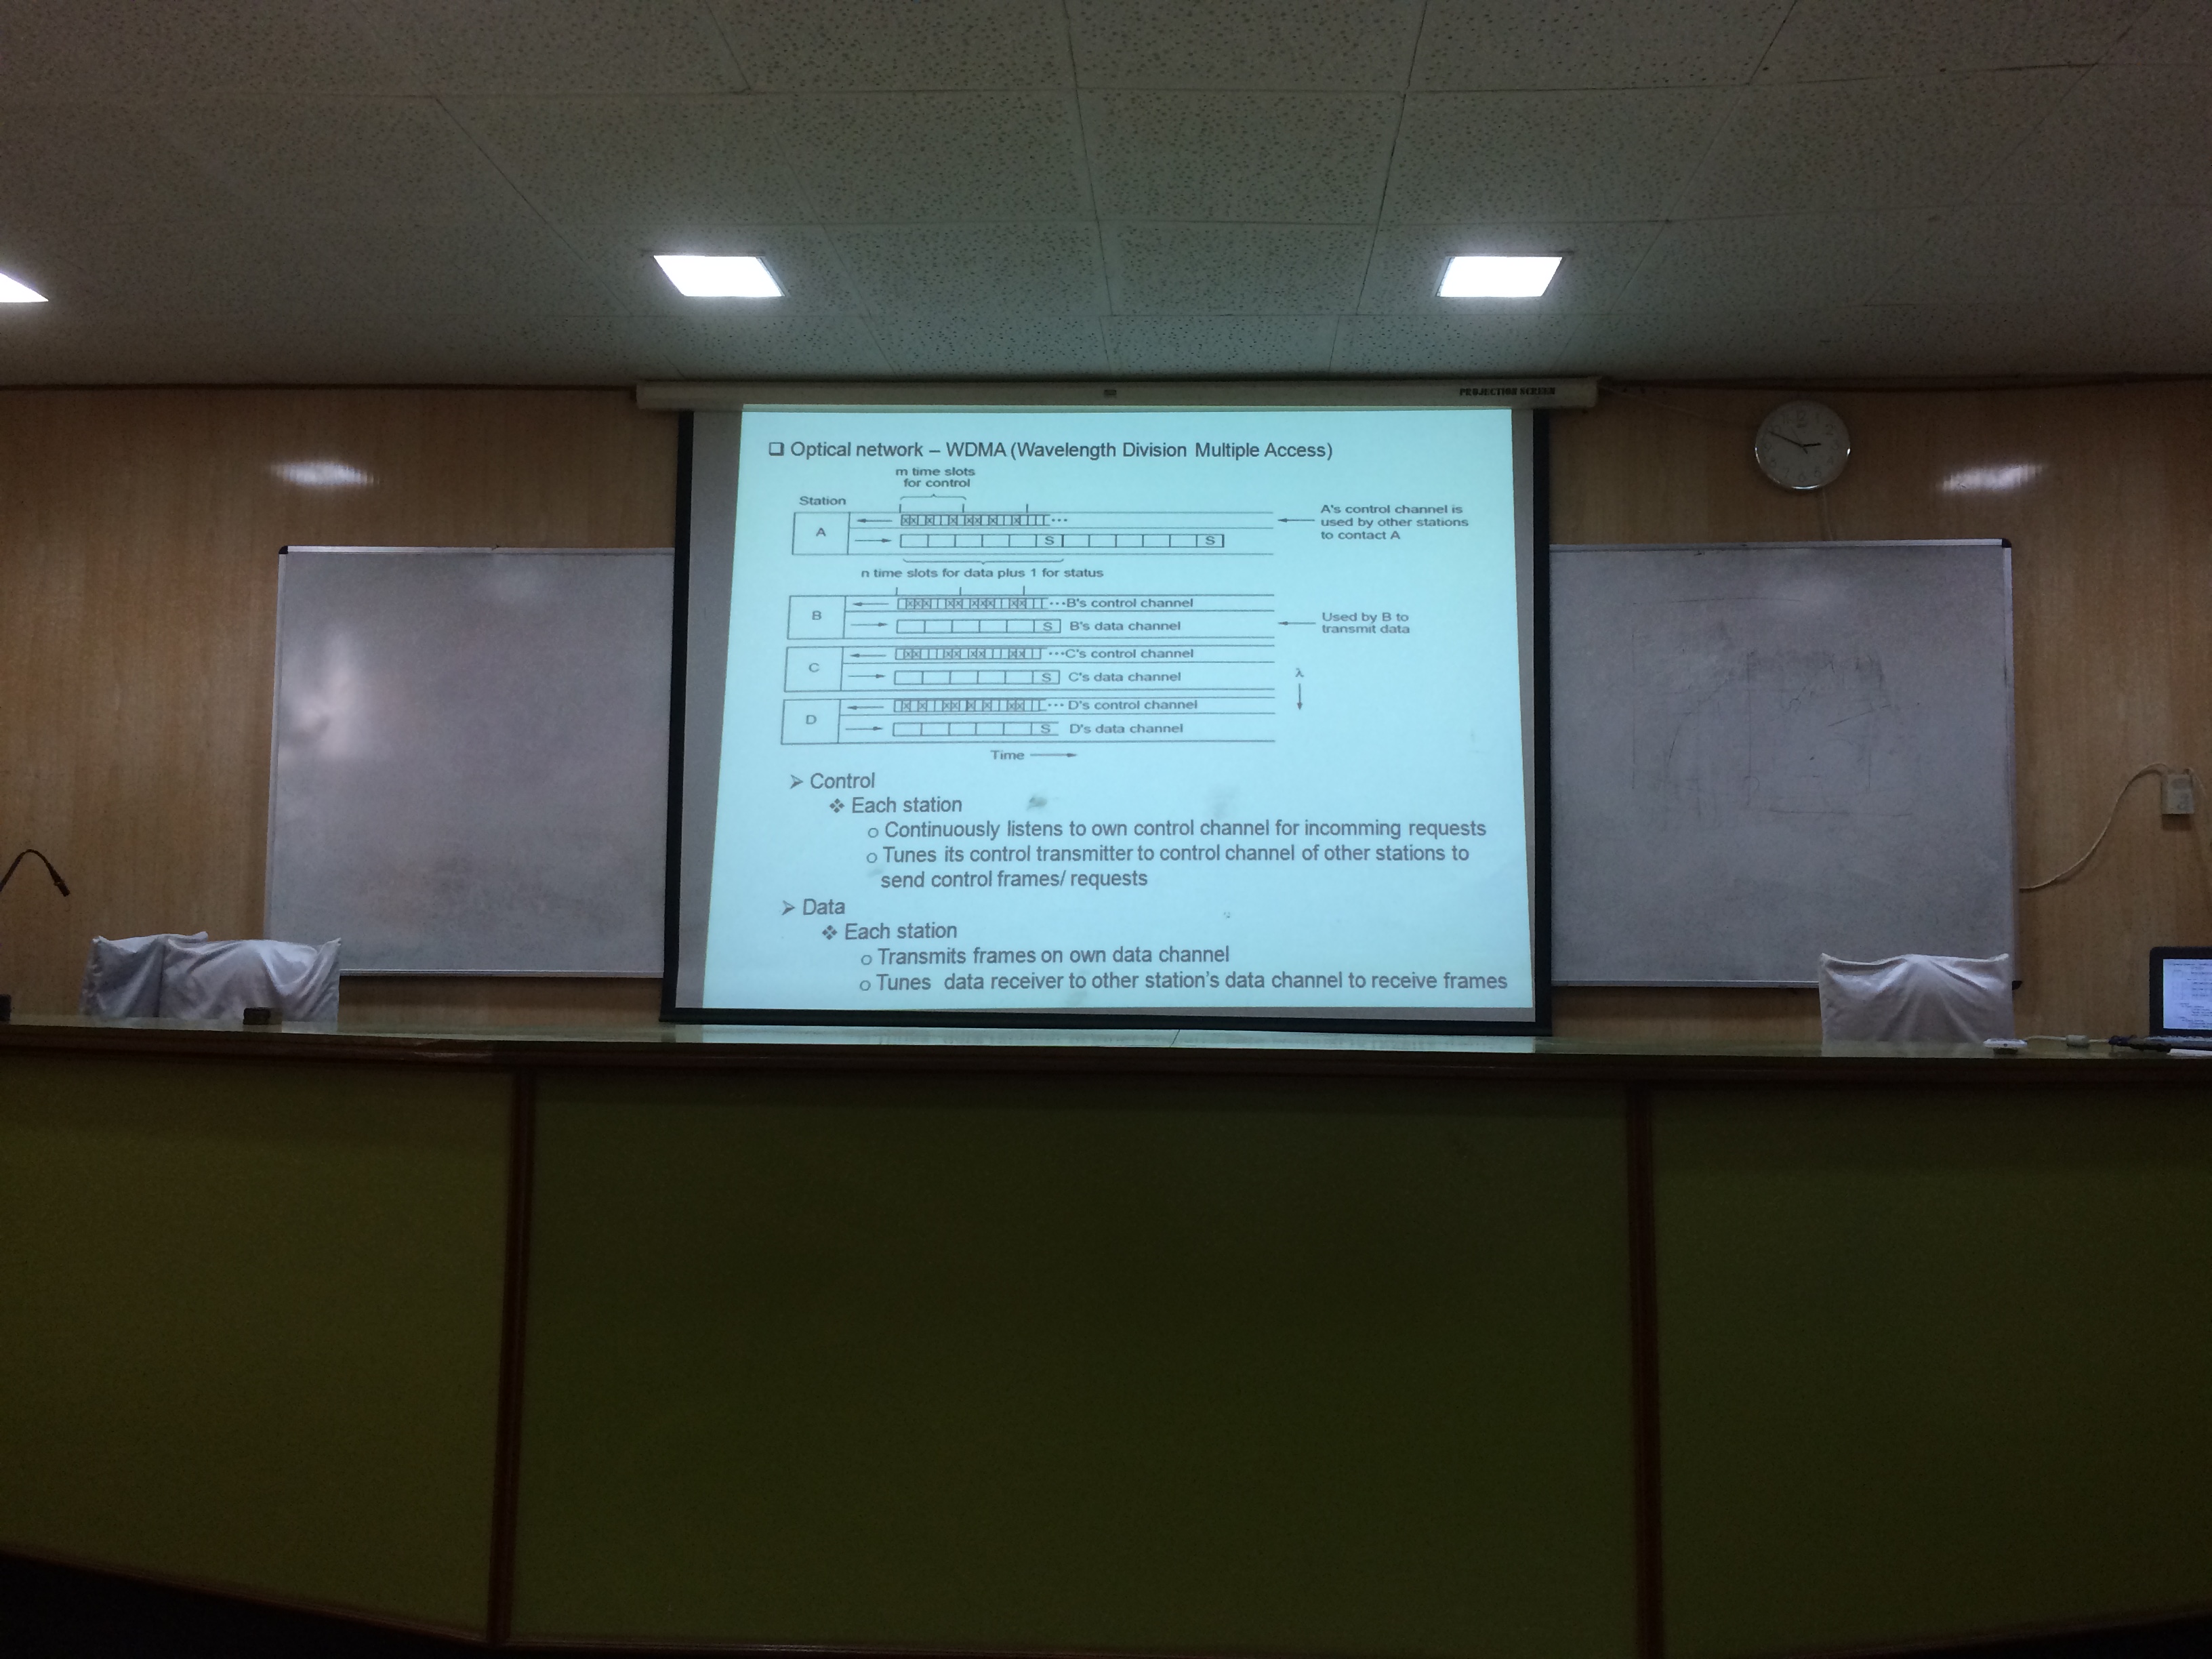 PROJECTION SCREEN
❑ Optical network – WDMA (Wavelength Division Multiple Access)
m time slots
for control
Station
A
S
S
A's control channel is
used by other stations
to contact A
n time slots for data plus 1 for status
B
B's control channel
S
B's data channel
Used by B to
transmit data
C
C's control channel
S
C's data channel
λ
D
D's control channel
S
D's data channel
Time
➢ Control
❖ Each station
o Continuously listens to own control channel for incomming requests
o Tunes its control transmitter to control channel of other stations to
send control frames/ requests
➢ Data
❖ Each station
o Transmits frames on own data channel
o Tunes data receiver to other station's data channel to receive frames